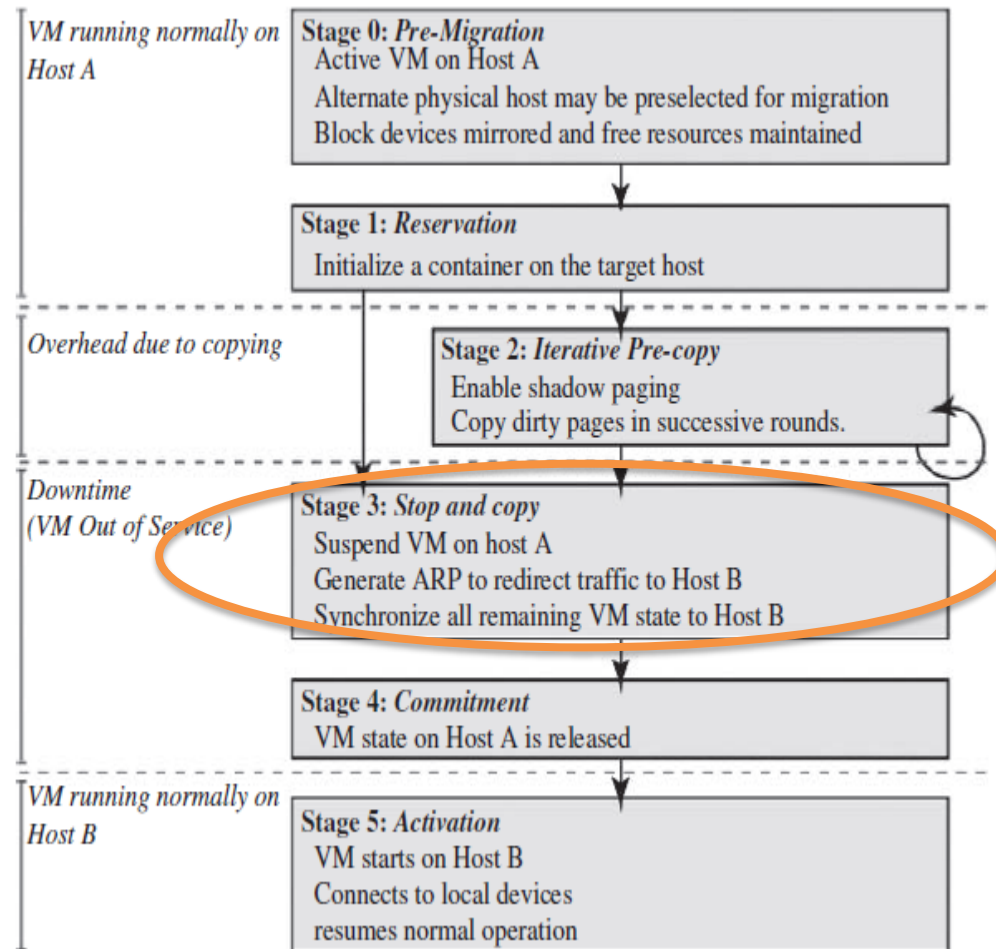 VM running normally on
Host A
Stage 0: Pre-Migration
Active VM on Host A
Alternate physical host may be preselected for migration
Block devices mirrored and free resources maintained
Stage 1: Reservation
Initialize a container on the target host
Overhead due to copying
Stage 2: Iterative Pre-copy
Enable shadow paging
Copy dirty pages in successive rounds.
Downtime
(VM Out of Service)
Stage 3: Stop and copy
Suspend VM on host A
Generate ARP to redirect traffic to Host B
Synchronize all remaining VM state to Host B
Stage 4: Commitment
VM state on Host A is released
VM running normally on
Host B
Stage 5: Activation
VM starts on Host B
Connects to local devices
resumes normal operation